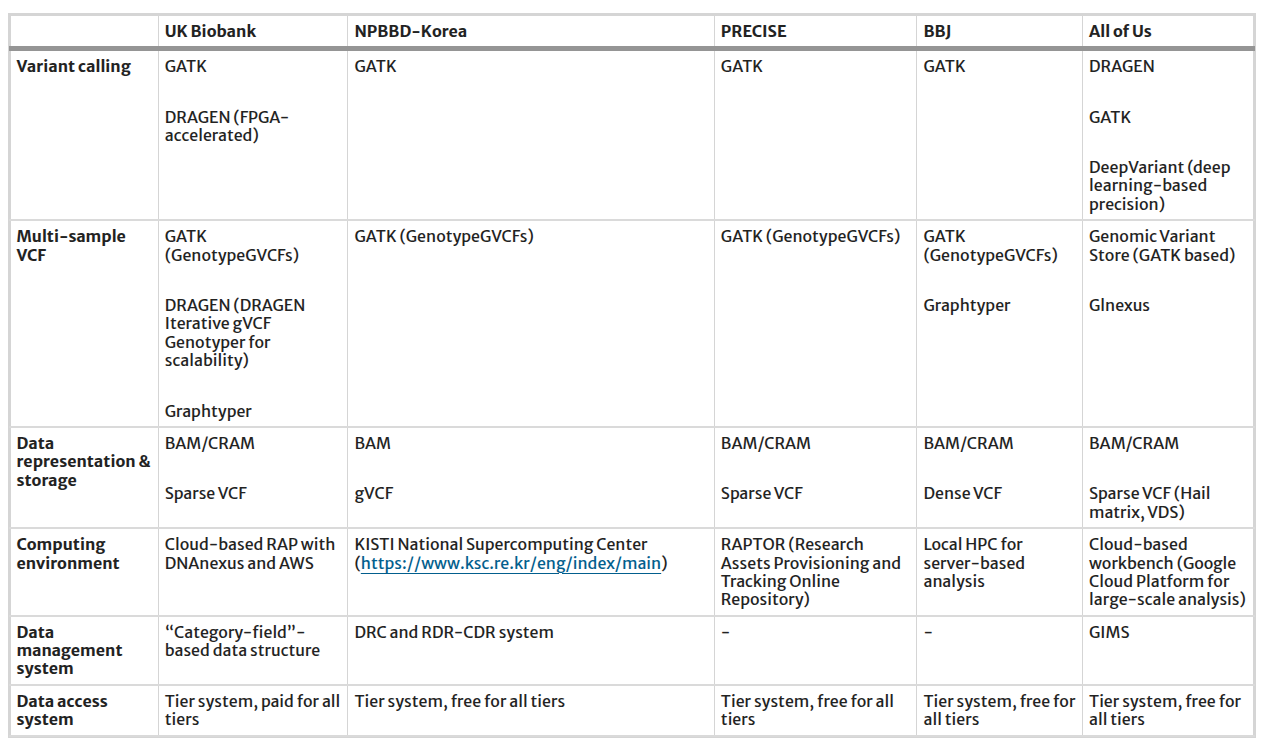 UK Biobank NPBBD-Korea PRECISE BBJ All of Us
Variant calling
GATK
DRAGEN (FPGA-
accelerated)
GATK
GATK
GATK
DRAGEN
GATK
DeepVariant (deep
learning-based
precision)
Multi-sample
VCF
GATK
(GenotypeGVCFs)
DRAGEN (DRAGEN
Iterative gVCF
Genotyper for
scalability)
Graphtyper
GATK (GenotypeGVCFs)
GATK (GenotypeGVCFs)
GATK
(GenotypeGVCFs)
Graphtyper
Genomic Variant
Store (GATK based)
Glnexus
Data
representation &
storage
BAM/CRAM
Sparse VCF
BAM
gVCF
BAM/CRAM
Sparse VCF
BAM/CRAM
Dense VCF
BAM/CRAM
Sparse VCF (Hail
matrix, VDS)
Computing
environment
Cloud-based RAP with
DNAnexus and AWS
KISTI National Supercomputing Center
(https://www.ksc.re.kr/eng/index/main)
RAPTOR (Research
Assets Provisioning and
Tracking Online
Repository)
Local HPC for
server-based
analysis
Cloud-based
workbench (Google
Cloud Platform for
large-scale analysis)
Data
management
system
“Category-field”-
based data structure
DRC and RDR-CDR system
–
–
GIMS
Data access
system
Tier system, paid for all
tiers
Tier system, free for all tiers
Tier system, free for all
tiers
Tier system, free for
all tiers
Tier system, free for
all tiers